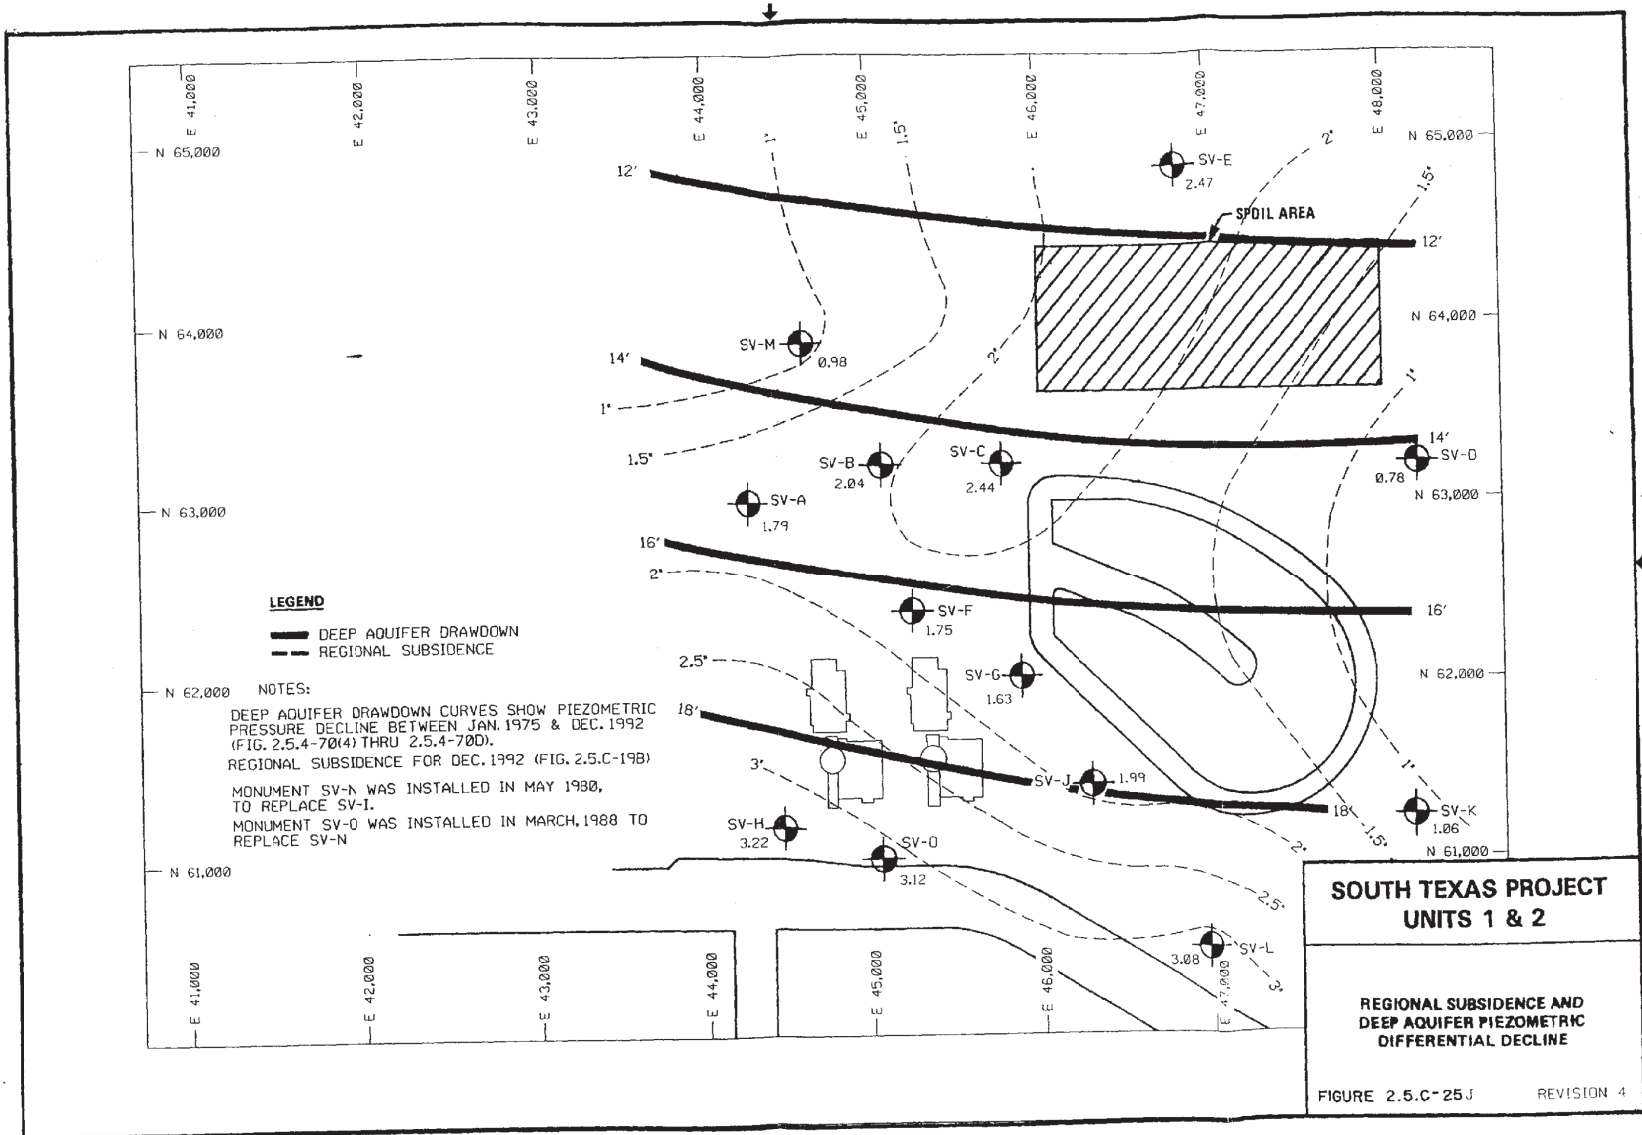 E 41,000
E 42,000
E 43,000
E 44,000
E 45,000
E 46,000
E 47,000
E 48,000
N 65,000
N 65.000
1"
1.5"
2"
1.5"
12'
SV-E
2.47
SPOIL AREA
12'
N 64,000
N 64,000
SV-M
0.98
2"
14'
1"
1"
1.5"
14'
SV-B
2.04
SV-C
2.44
SV-D
0.78
N 63,000
N 63,000
SV-A
1.79
16'
2"
LEGEND
DEEP AQUIFER DRAWDOWN
REGIONAL SUBSIDENCE
SV-F
1.75
16'
2.5"
SV-G
1.63
N 62,000
N 62,000
NOTES:
DEEP AQUIFER DRAWDOWN CURVES SHOW PIEZOMETRIC
PRESSURE DECLINE BETWEEN JAN. 1975 & DEC. 1992
(FIG. 2.5.4-70(4) THRU 2.5.4-70D).
REGIONAL SUBSIDENCE FOR DEC. 1992 (FIG. 2.5.C-19B)
MONUMENT SV-N WAS INSTALLED IN MAY 1980,
TO REPLACE SV-I.
MONUMENT SV-O WAS INSTALLED IN MARCH, 1988 TO
REPLACE SV-N
18'
3"
SV-J
1.99
1"
18'
SV-K
1.06
SV-H
3.22
SV-O
3.12
2"
1.5"
N 61,000
N 61,000
2.5"
SV-L
3.08
3"
E 41,000
E 42,000
E 43,000
E 44,000
E 45,000
E 46,000
E 47,000
SOUTH TEXAS PROJECT
UNITS 1 & 2
REGIONAL SUBSIDENCE AND
DEEP AQUIFER PIEZOMETRIC
DIFFERENTIAL DECLINE
FIGURE 2.5.C-25J
REVISION 4